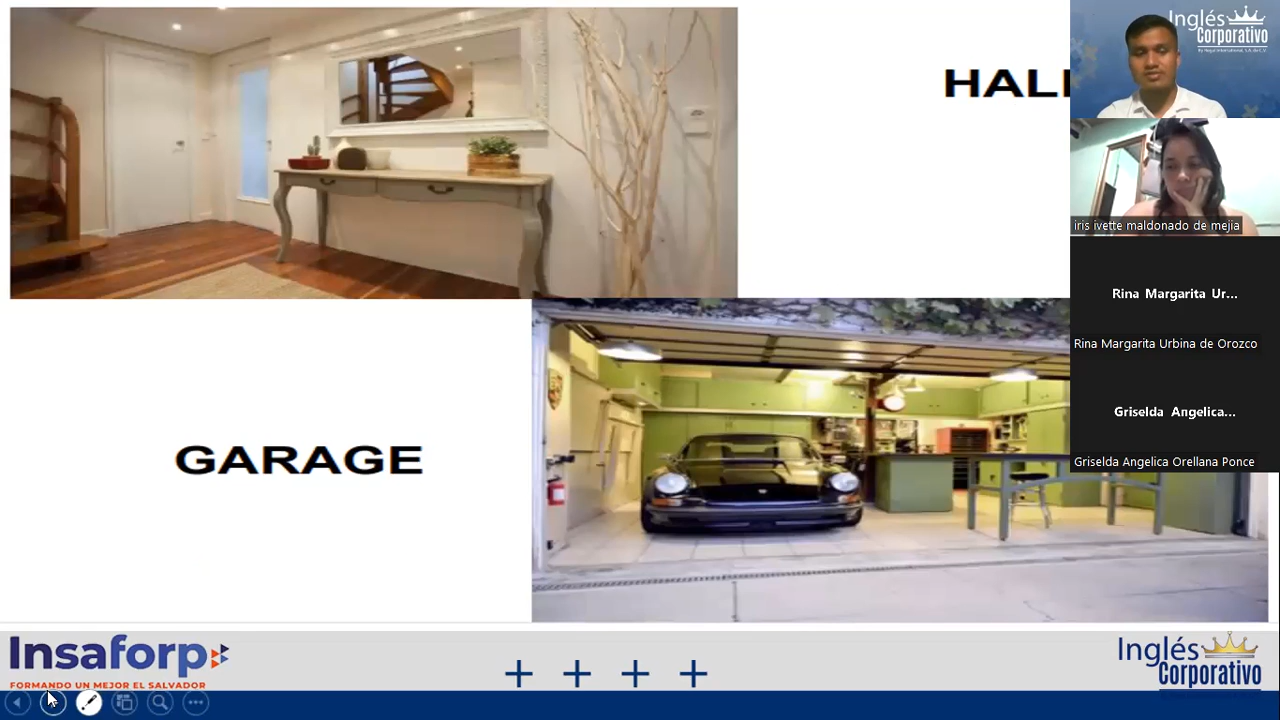 HALL
Inglés
Corporativo
iris ivette maldonado de mejia
Rina Margarita Ur...
Rina Margarita Urbina de Orozco
Griselda Angelica...
Griselda Angelica Orellana Ponce
GARAGE
Insaforp
FORMANDO UN MEJOR EL SALVADOR
Inglés
Corporativo